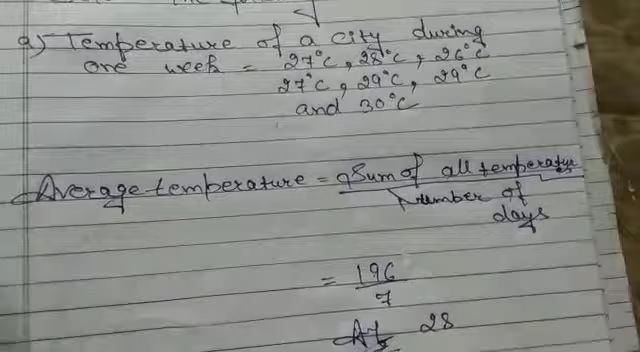 a) Temperature of a city during
one week = 27°C, 28°C, 26°C
27°C, 29°C, 29°C
and 30°C
Average temperature = Sum of all temperatures
Number of
days
= 196
7
28